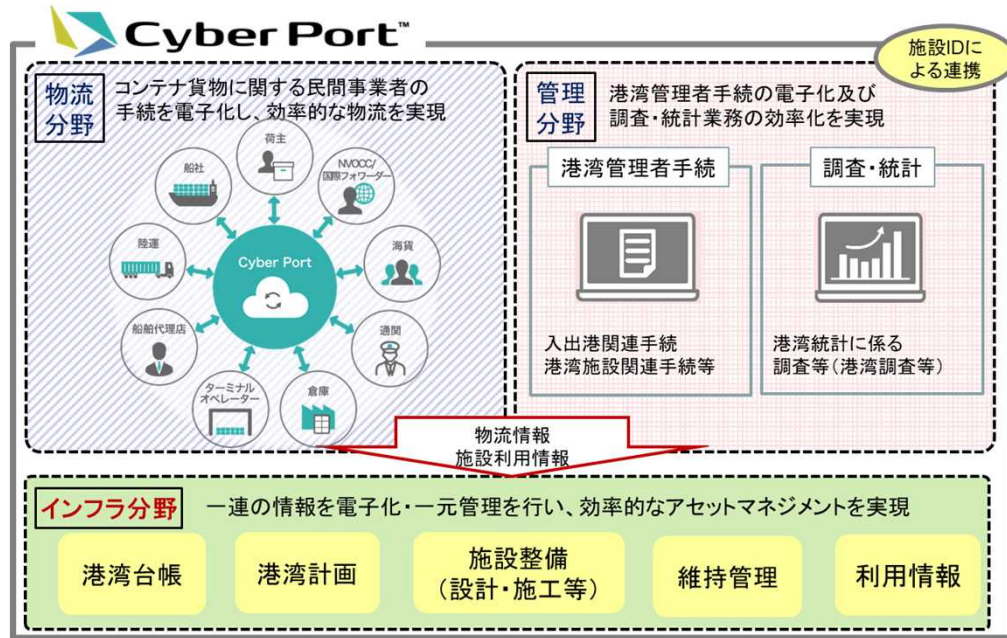 Cyber Port™
施設IDに
よる連携
物流
分野
コンテナ貨物に関する民間事業者の
手続を電子化し、効率的な物流を実現
荷主
NVOCC/
国際フォワーダー
海貨
通関
倉庫
ターミナル
オペレーター
船舶代理店
陸運
船社
Cyber Port
管理
分野
港湾管理者手続の電子化及び
調査・統計業務の効率化を実現
港湾管理者手続
入出港関連手続
港湾施設関連手続等
調査・統計
港湾統計に係る
調査等(港湾調査等)
物流情報
施設利用情報
インフラ分野
一連の情報を電子化・一元管理を行い、効率的なアセットマネジメントを実現
港湾台帳
港湾計画
施設整備
(設計・施工等)
維持管理
利用情報